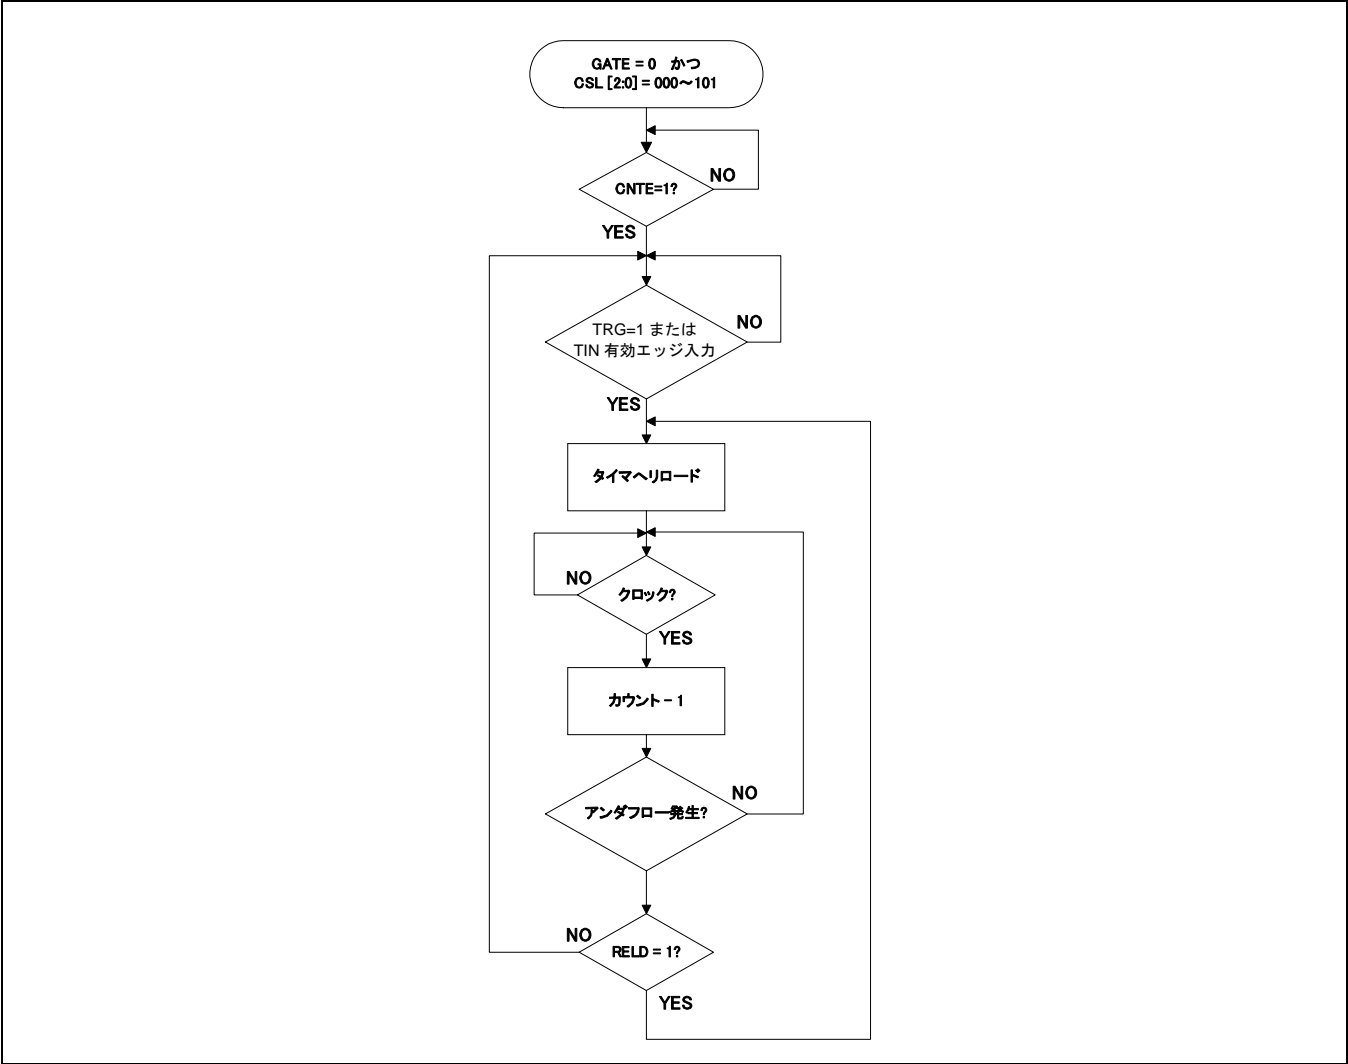 GATE = 0 かつ
CSL [2:0] = 000～101
CNTE=1?
NO
YES
TRG=1 または
TIN 有効エッジ入力
NO
YES
タイマへリロード
NO
クロック?
YES
カウント－1
アンダフロー発生?
NO
NO
RELD = 1?
YES